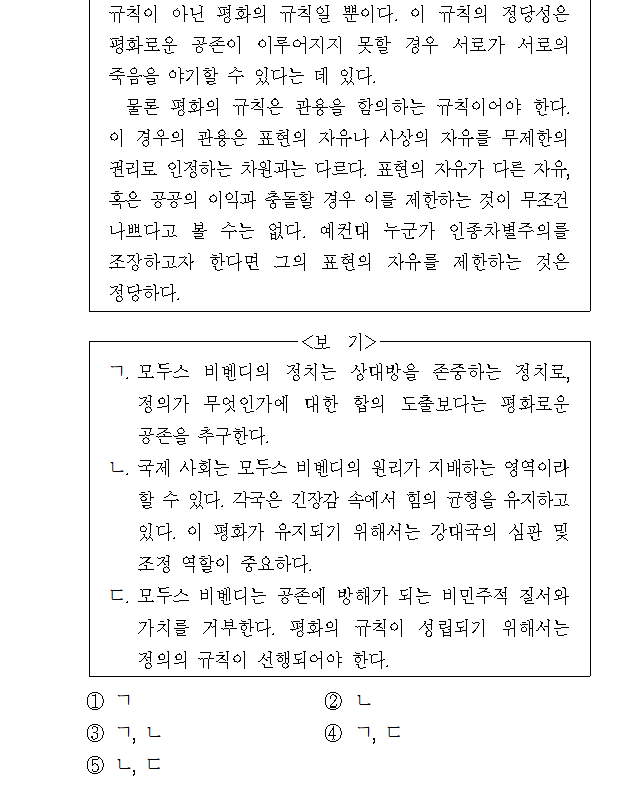 규칙이 아닌 평화의 규칙일 뿐이다. 이 규칙의 정당성은
평화로운 공존이 이루어지지 못할 경우 서로가 서로의
죽음을 야기할 수 있다는 데 있다.
물론 평화의 규칙은 관용을 함의하는 규칙이어야 한다.
이 경우의 관용은 표현의 자유나 사상의 자유를 무제한의
권리로 인정하는 차원과는 다르다. 표현의 자유가 다른 자유,
혹은 공공의 이익과 충돌할 경우 이를 제한하는 것이 무조건
나쁘다고 볼 수는 없다. 예컨대 누군가 인종차별주의를
조장하고자 한다면 그의 표현의 자유를 제한하는 것은
정당하다.
<보 기>
ㄱ. 모두스 비벤디의 정치는 상대방을 존중하는 정치로,
정의가 무엇인가에 대한 합의 도출보다는 평화로운
공존을 추구한다.
ㄴ. 국제 사회는 모두스 비벤디의 원리가 지배하는 영역이라
할 수 있다. 각국은 긴장감 속에서 힘의 균형을 유지하고
있다. 이 평화가 유지되기 위해서는 강대국의 심판 및
조정 역할이 중요하다.
ㄷ. 모두스 비벤디는 공존에 방해가 되는 비민주적 질서와
가치를 거부한다. 평화의 규칙이 성립되기 위해서는
정의의 규칙이 선행되어야 한다.
① ㄱ ② ㄴ
③ ㄱ, ㄴ ④ ㄱ, ㄷ
⑤ ㄴ, ㄷ